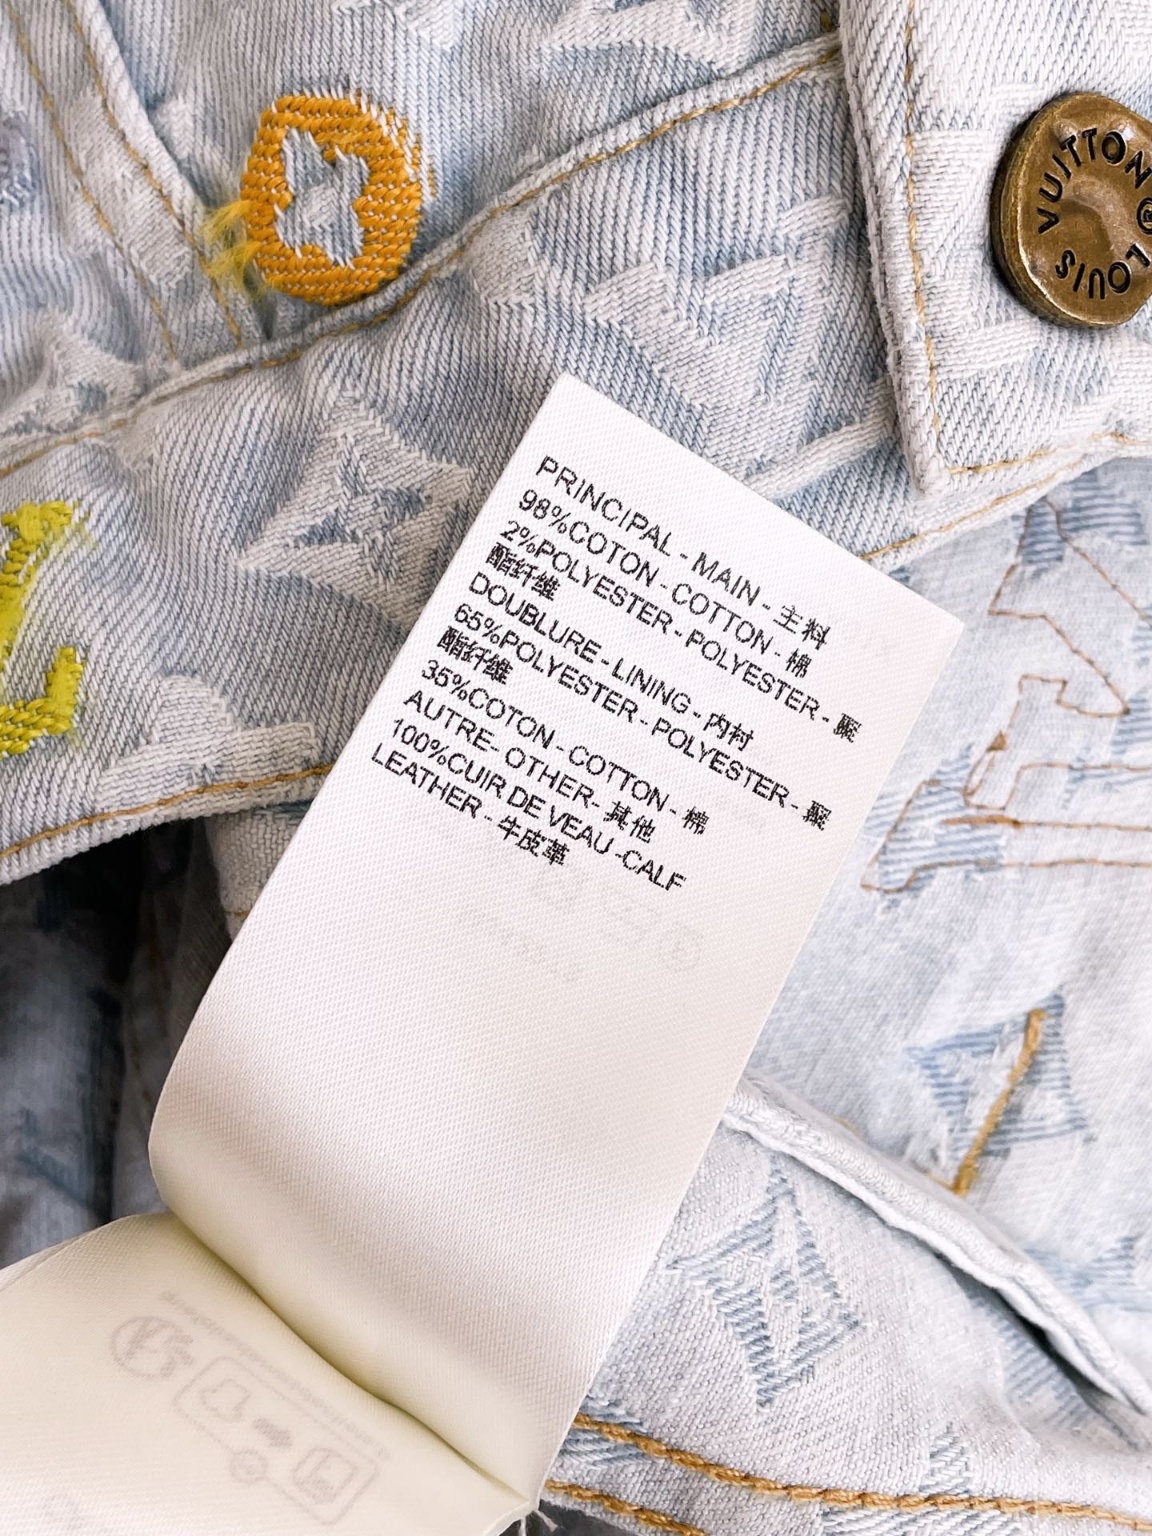 LOUIS VUITTON ®
PRINCIPAL - MAIN - 主料
98%COTON - COTTON - 棉
2%POLYESTER - POLYESTER - 聚
酯纤维
DOUBLURE - LINING - 内衬
65%POLYESTER - POLYESTER - 聚
酯纤维
35%COTON - COTTON - 棉
AUTRE- OTHER- 其他
100%CUIR DE VEAU -CALF
LEATHER - 牛皮革